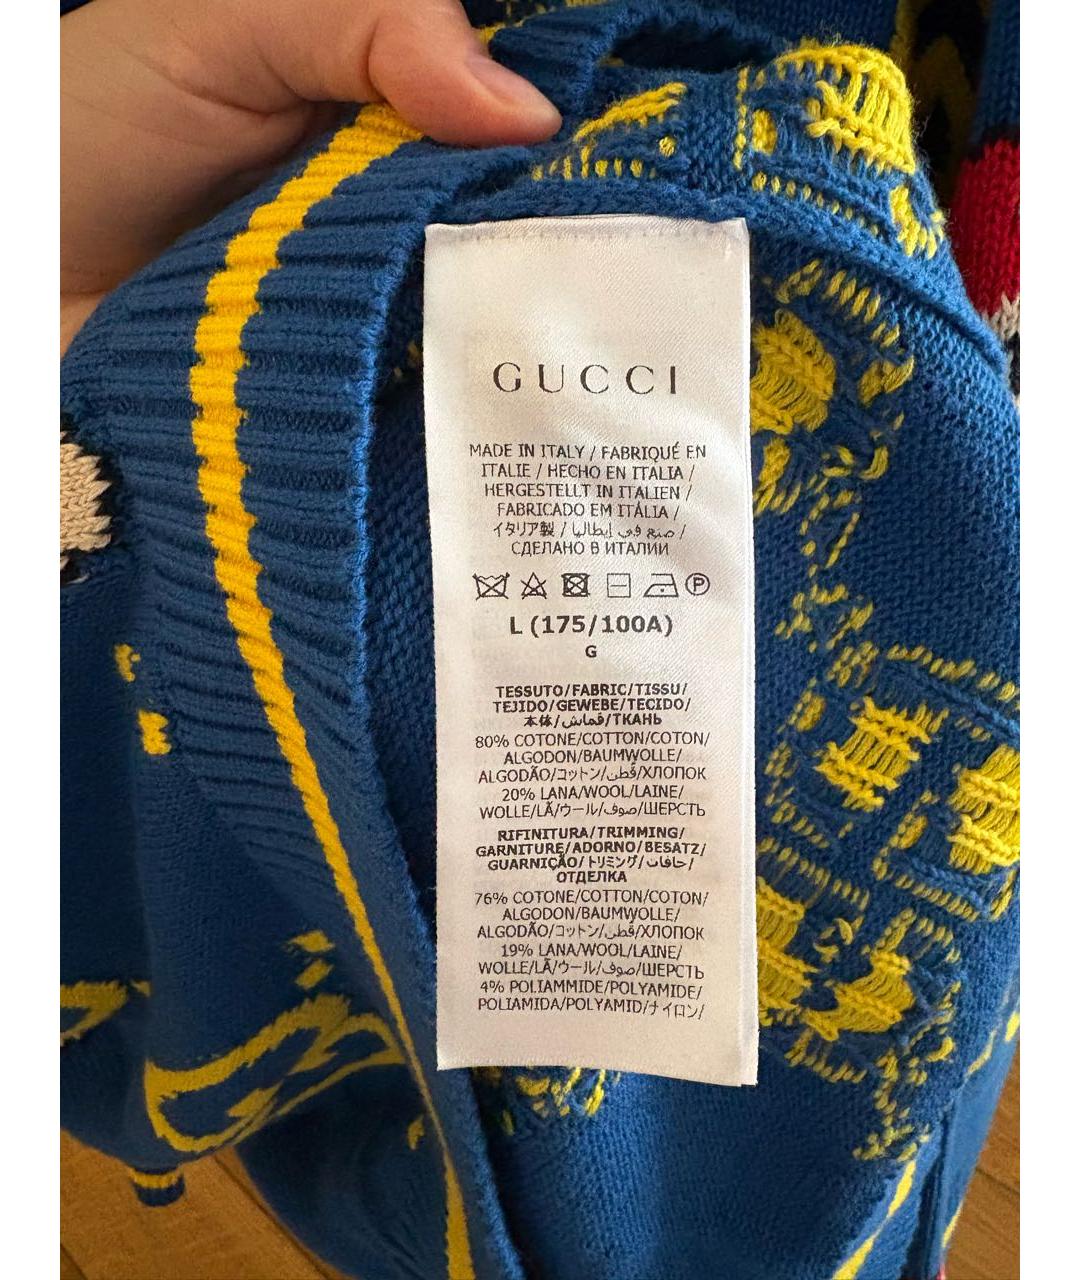 GUCCI
MADE IN ITALY / FABRIQUÉ EN
ITALIE / HECHO EN ITALIA /
HERGESTELLT IN ITALIEN /
FABRICADO EM ITÁLIA /
イタリア製 / صنع في إيطاليا /
СДЕЛАНО В ИТАЛИИ
P
L (175/100A)
G
TESSUTO/FABRIC/TISSU/
TEJIDO/GEWEBE/TECIDO/
本体/قماش/ТКАНЬ
80% COTONE/COTTON/COTON/
ALGODON/BAUMWOLLE/
ALGODÃO/コットン/قطن/ХЛОПОК
20% LANA/WOOL/LAINE/
WOLLE/LÃ/ウール/صوف/ШЕРСТЬ
RIFINITURA/TRIMMING/
GARNITURE/ADORNO/BESATZ/
GUARNIÇÃO/トリミング/حافات/
ОТДЕЛКА
76% COTONE/COTTON/COTON/
ALGODON/BAUMWOLLE/
ALGODÃO/コットン/قطن/ХЛОПОК
19% LANA/WOOL/LAINE/
WOLLE/LÃ/ウール/صوف/ШЕРСТЬ
4% POLIAMMIDE/POLYAMIDE/
POLIAMIDA/POLYAMID/ナイロン/